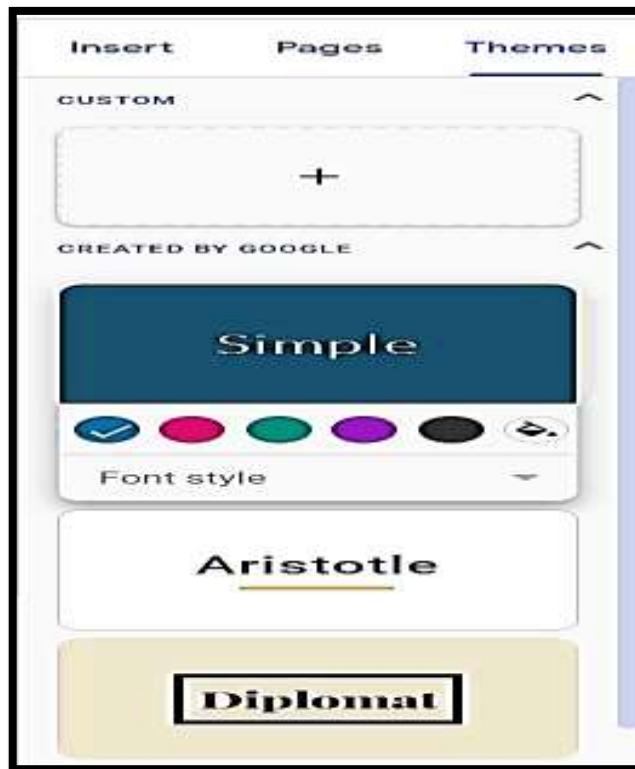 Insert Pages Themes
CUSTOM
+
CREATED BY GOOGLE
Simple
Font style
Aristotle
Diplomat